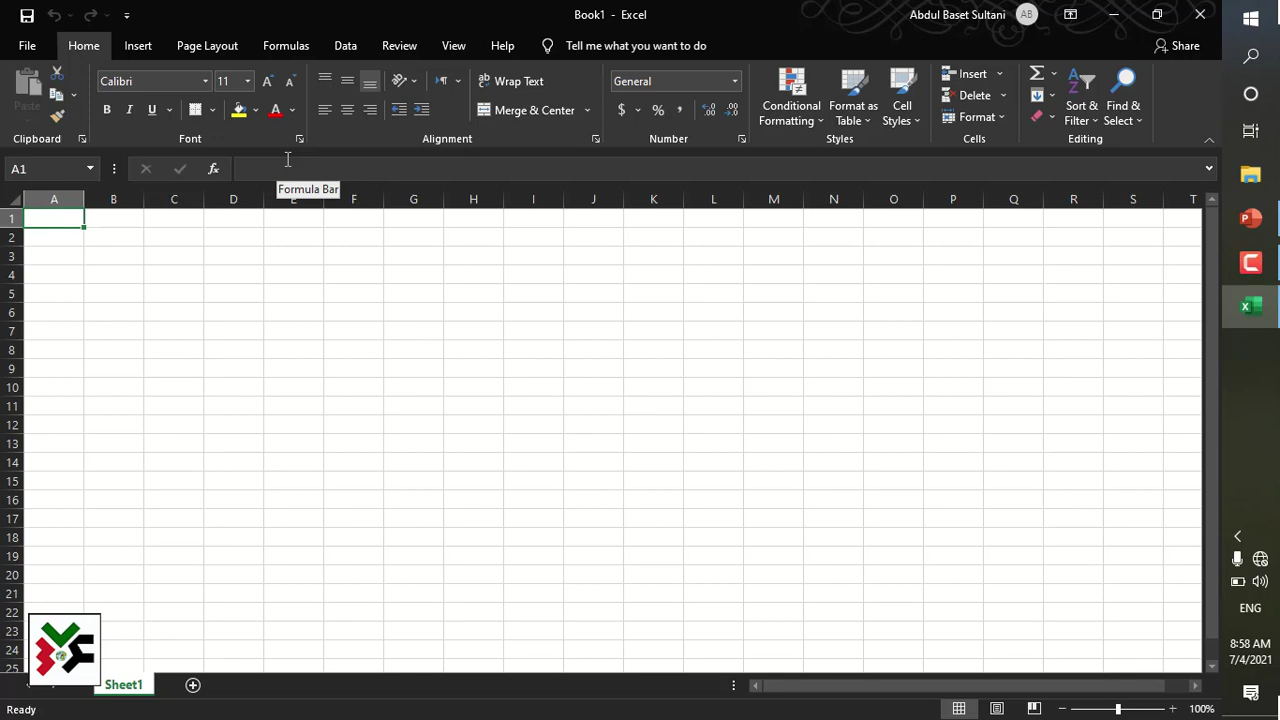 Book1 - Excel
Abdul Baset Sultani AB
File Home Insert Page Layout Formulas Data Review View Help Tell me what you want to do Share
Paste Calibri 11 Wrap Text General Conditional Formatting Format as Table Cell Styles Insert Sort & Filter Find & Select
B I U Merge & Center $ % , Delete
Format
Clipboard Font Alignment Number Styles Cells Editing
A1 fx
Formula Bar
A B C D E F G H I J K L M N O P Q R S T
1
2
3
4
5
6
7
8
9
10
11
12
13
14
15
16
17
18
19
20
21
22
23
24
25
Sheet1
Ready 100%
ENG
8:58 AM
7/4/2021